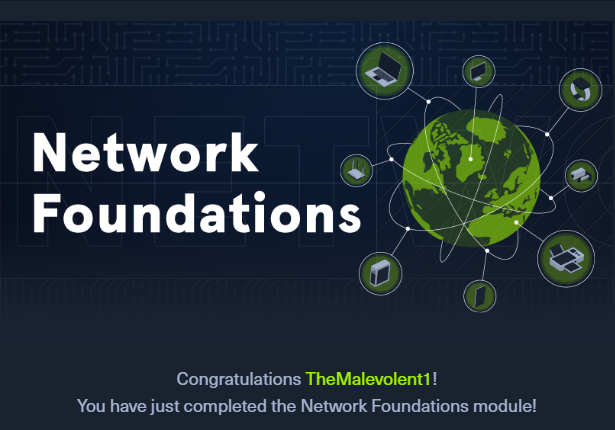 Network
Foundations
Congratulations TheMalevolent1!
You have just completed the Network Foundations module!